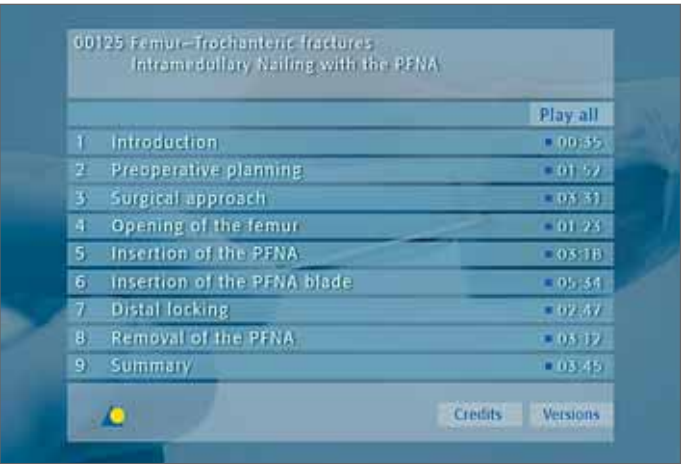 00125 Femur–Trochanteric fractures
Intramedullary Nailing with the PFNA
Play all
1 Introduction 00:35
2 Preoperative planning 01:52
3 Surgical approach 03:31
4 Opening of the femur 01:23
5 Insertion of the PFNA 03:18
6 Insertion of the PFNA blade 05:34
7 Distal locking 02:47
8 Removal of the PFNA 03:12
9 Summary 03:45
Credits Versions